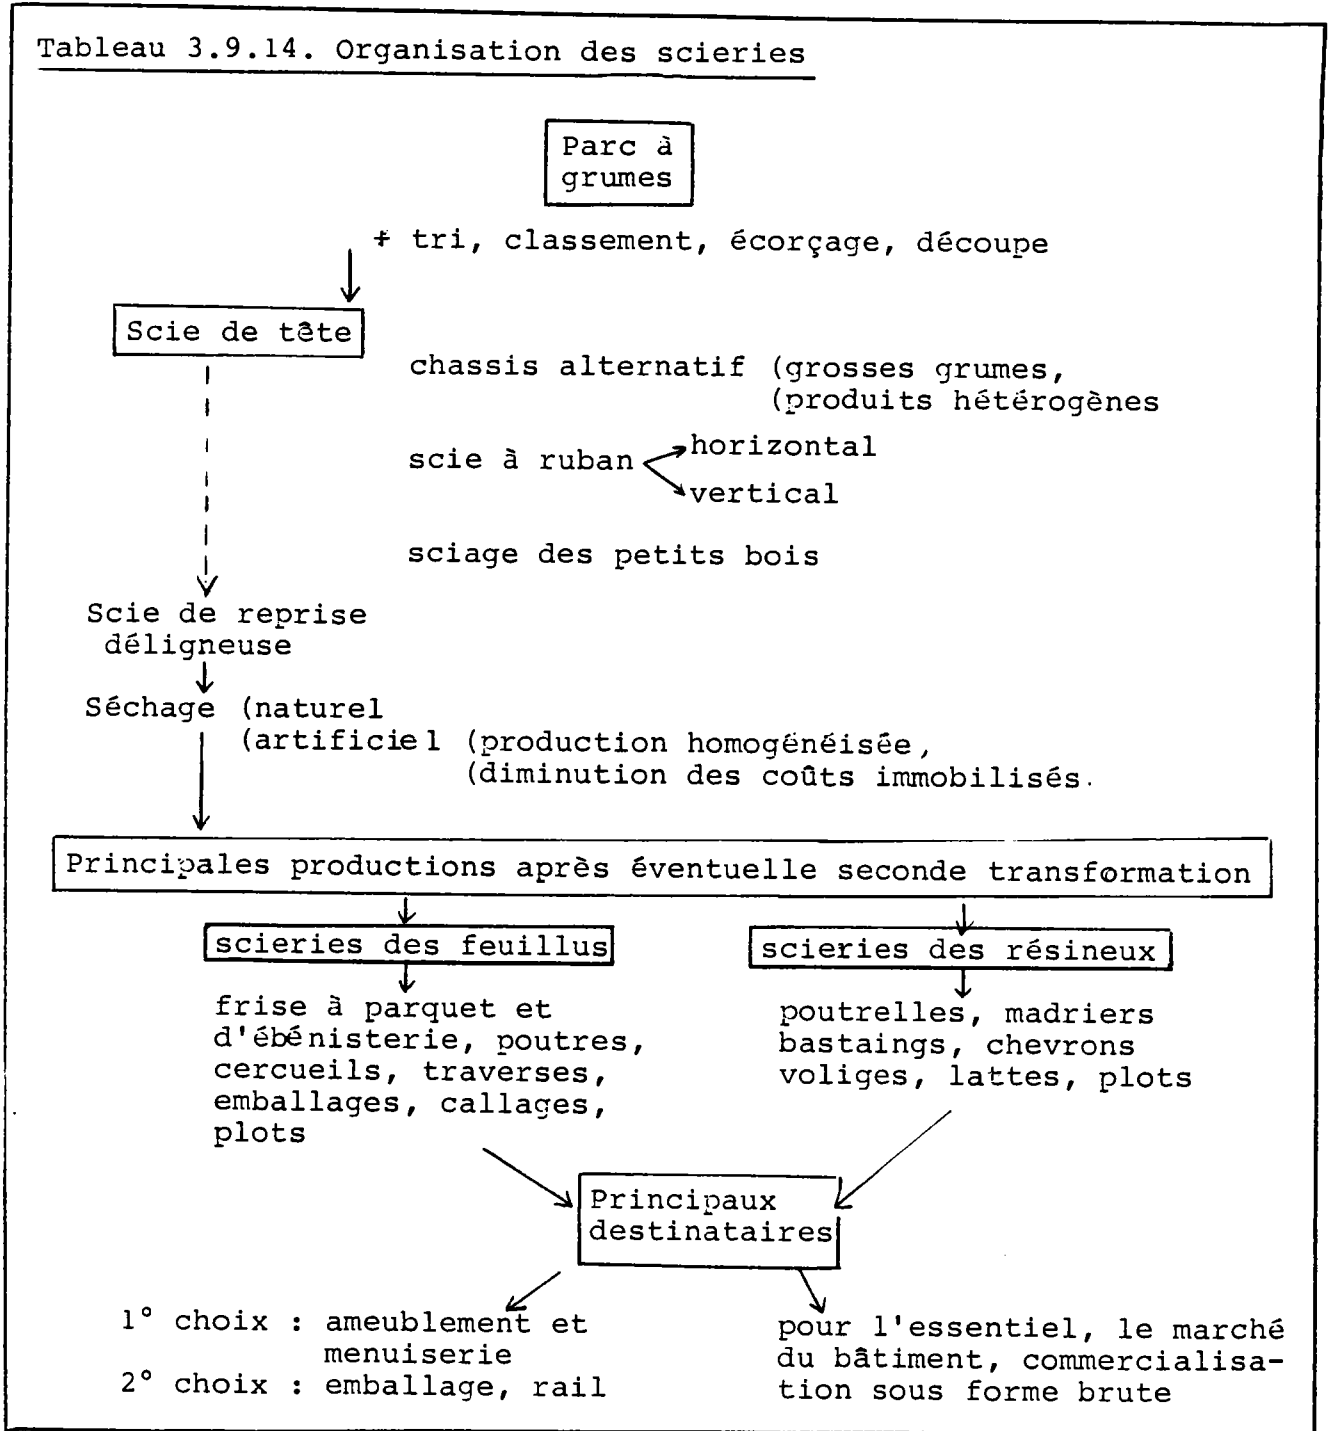 Tableau 3.9.14. Organisation des scieries
Parc à
grumes
+ tri, classement, écorçage, découpe
Scie de tête
chassis alternatif (grosses grumes,
(produits hétérogènes
scie à ruban
horizontal
vertical
sciage des petits bois
Scie de reprise
déligneuse
Séchage (naturel
(artificiel (production homogénéisée,
(diminution des coûts immobilisés.
Principales productions après éventuelle seconde transformation
scieries des feuillus
frise à parquet et
d'ébénisterie, poutres,
cercueils, traverses,
emballages, callages,
plots
scieries des résineux
poutrelles, madriers
bastaings, chevrons
voliges, lattes, plots
Principaux
destinataires
1° choix : ameublement et
menuiserie
2° choix : emballage, rail
pour l'essentiel, le marché
du bâtiment, commercialisa-
tion sous forme brute